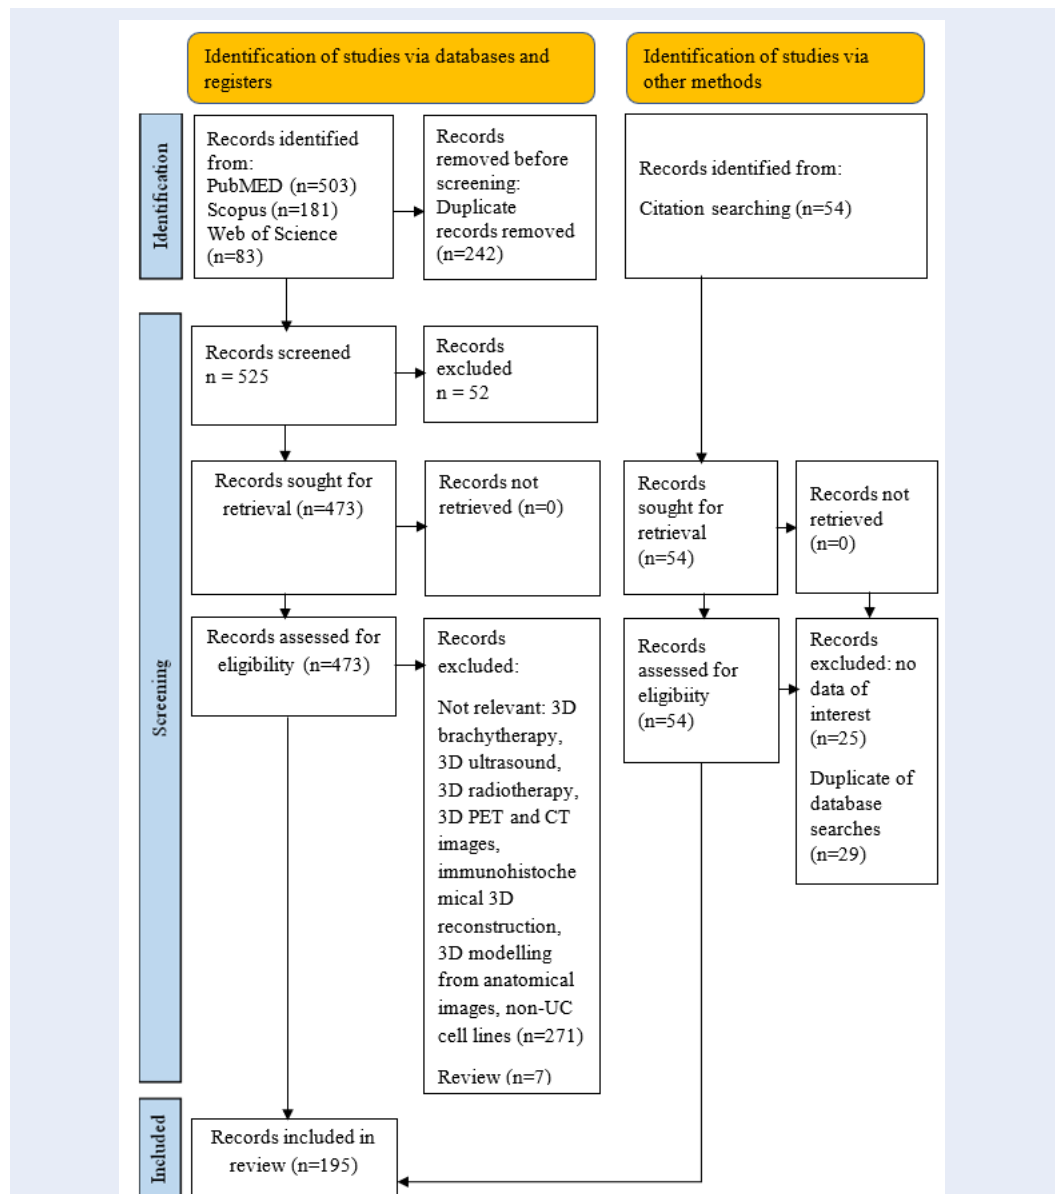 Identification of studies via databases and
registers
Identification of studies via
other methods
Identification
Records identified
from:
PubMED (n=503)
Scopus (n=181)
Web of Science
(n=83)
Records
removed before
screening:
Duplicate
records removed
(n=242)
Records identified from:
Citation searching (n=54)
Screening
Records screened
n = 525
Records
excluded
n = 52
Records sought for
retrieval (n=473)
Records not
retrieved (n=0)
Records
sought for
retrieval
(n=54)
Records not
retrieved
(n=0)
Records assessed for
eligibility (n=473)
Records
excluded:
Not relevant: 3D
brachytherapy,
3D ultrasound,
3D radiotherapy,
3D PET and CT
images,
immunohistoche
mical 3D
reconstruction,
3D modelling
from anatomical
images, non-UC
cell lines (n=271)
Review (n=7)
Records
assessed for
eligibiity
(n=54)
Records
excluded: no
data of
interest
(n=25)
Duplicate of
database
searches
(n=29)
Included
Records included in
review (n=195)